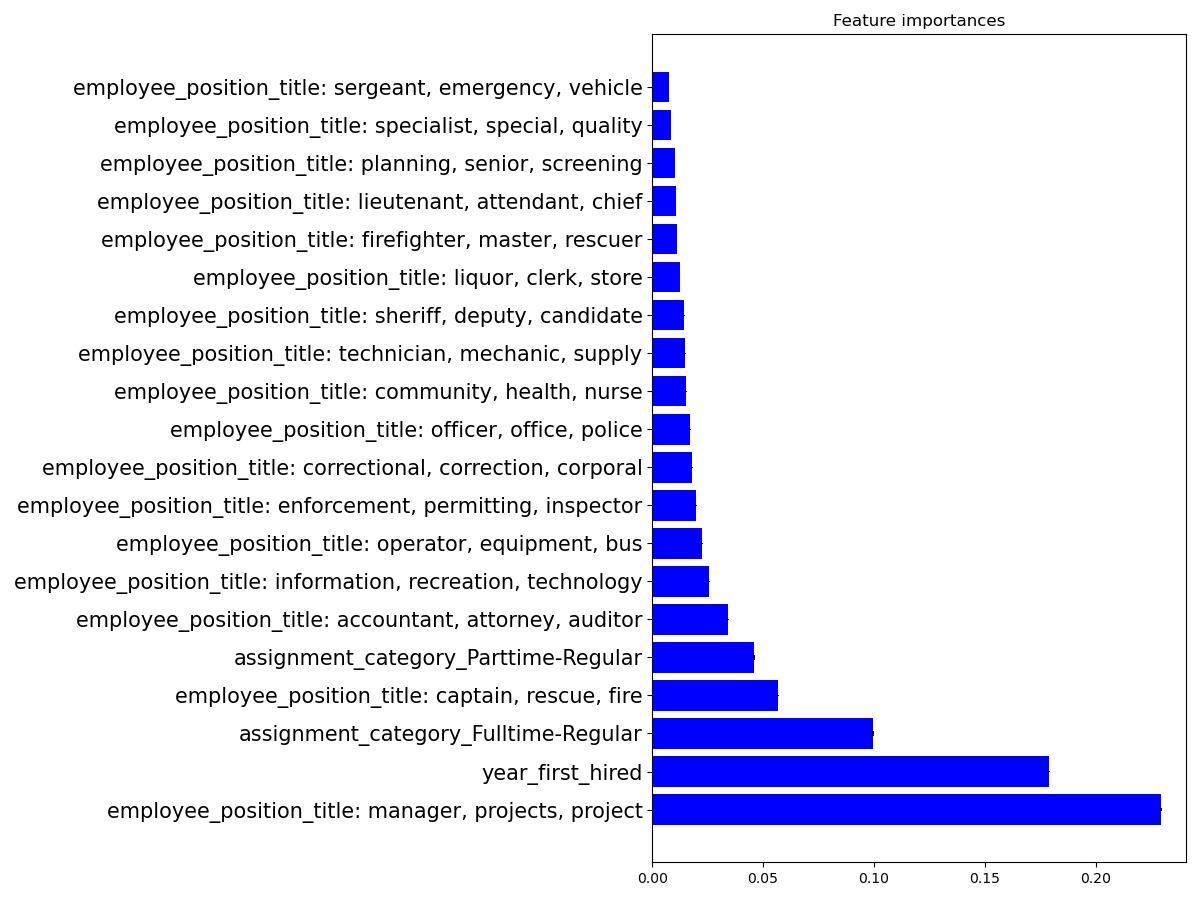 Feature importances
employee_position_title: sergeant, emergency, vehicle
employee_position_title: specialist, special, quality
employee_position_title: planning, senior, screening
employee_position_title: lieutenant, attendant, chief
employee_position_title: firefighter, master, rescuer
employee_position_title: liquor, clerk, store
employee_position_title: sheriff, deputy, candidate
employee_position_title: technician, mechanic, supply
employee_position_title: community, health, nurse
employee_position_title: officer, office, police
employee_position_title: correctional, correction, corporal
employee_position_title: enforcement, permitting, inspector
employee_position_title: operator, equipment, bus
employee_position_title: information, recreation, technology
employee_position_title: accountant, attorney, auditor
assignment_category_Parttime-Regular
employee_position_title: captain, rescue, fire
assignment_category_Fulltime-Regular
year_first_hired
employee_position_title: manager, projects, project
0.00 0.05 0.10 0.15 0.20